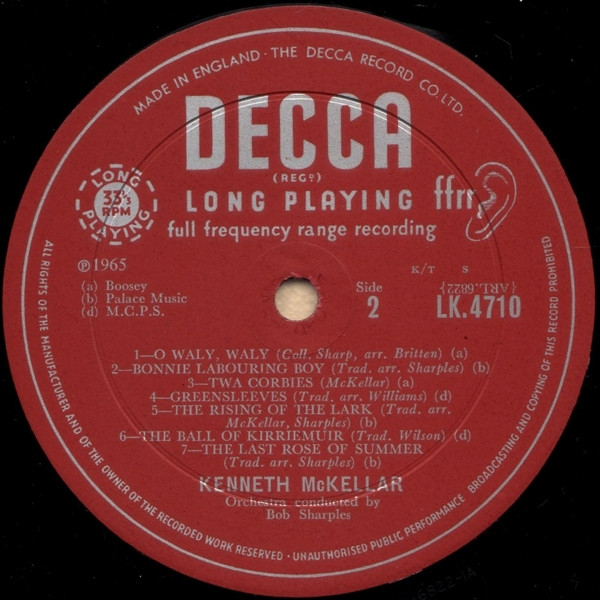 MADE IN ENGLAND · THE DECCA RECORD CO. LTD.
DECCA
(REGD)
LONG PLAYING ffrr
full frequency range recording
LONG PLAYING
33⅓
RPM
℗1965
(a) Boosey
(b) Palace Music
(d) M.C.P.S.
Side
2
K/T S
{ARL.6822}
LK.4710
1—O WALY, WALY (Coll. Sharp, arr. Britten) (a)
2—BONNIE LABOURING BOY (Trad. arr. Sharples) (b)
3—TWA CORBIES (McKellar) (a)
4—GREENSLEEVES (Trad. arr. Williams) (d)
5—THE RISING OF THE LARK (Trad. arr.
McKellar, Sharples) (b)
6—THE BALL OF KIRRIEMUIR (Trad. Wilson) (d)
7—THE LAST ROSE OF SUMMER
(Trad. arr. Sharples) (b)
KENNETH McKELLAR
Orchestra conducted by
Bob Sharples
ALL RIGHTS OF THE MANUFACTURER AND OF THE OWNER OF THE RECORDED WORK RESERVED · UNAUTHORISED PUBLIC PERFORMANCE BROADCASTING AND COPYING OF THIS RECORD PROHIBITED